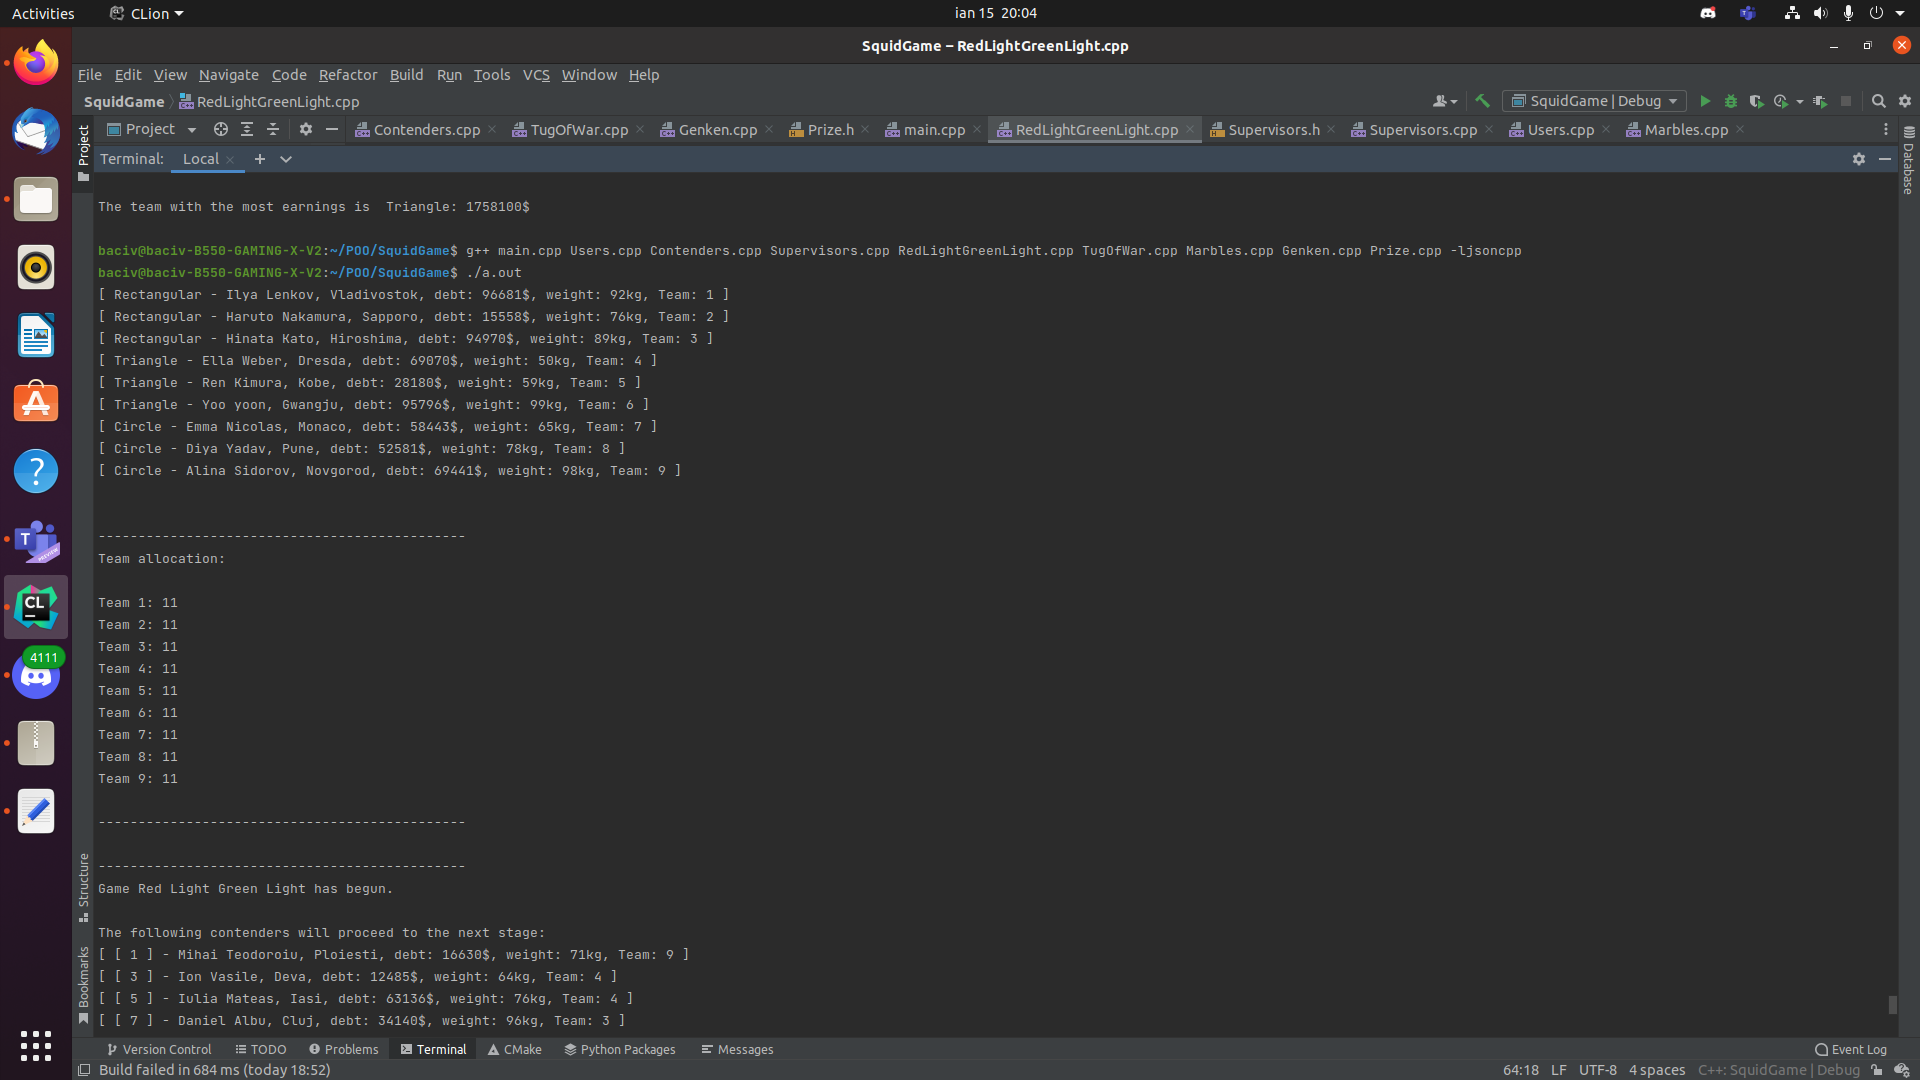 Activities CLion ian 15 20:04
SquidGame – RedLightGreenLight.cpp
File Edit View Navigate Code Refactor Build Run Tools VCS Window Help
SquidGame RedLightGreenLight.cpp SquidGame | Debug
Project Contenders.cpp TugOfWar.cpp Genken.cpp Prize.h main.cpp RedLightGreenLight.cpp Supervisors.h Supervisors.cpp Users.cpp Marbles.cpp
Project
Database
Terminal: Local
The team with the most earnings is  Triangle: 1758100$
baciv@baciv-B550-GAMING-X-V2:~/POO/SquidGame$ g++ main.cpp Users.cpp Contenders.cpp Supervisors.cpp RedLightGreenLight.cpp TugOfWar.cpp Marbles.cpp Genken.cpp Prize.cpp -ljsoncpp
baciv@baciv-B550-GAMING-X-V2:~/POO/SquidGame$ ./a.out
[ Rectangular - Ilya Lenkov, Vladivostok, debt: 96681$, weight: 92kg, Team: 1 ]
[ Rectangular - Haruto Nakamura, Sapporo, debt: 15558$, weight: 76kg, Team: 2 ]
[ Rectangular - Hinata Kato, Hiroshima, debt: 94970$, weight: 89kg, Team: 3 ]
[ Triangle - Ella Weber, Dresda, debt: 69070$, weight: 50kg, Team: 4 ]
[ Triangle - Ren Kimura, Kobe, debt: 28180$, weight: 59kg, Team: 5 ]
[ Triangle - Yoo yoon, Gwangju, debt: 95796$, weight: 99kg, Team: 6 ]
[ Circle - Emma Nicolas, Monaco, debt: 58443$, weight: 65kg, Team: 7 ]
[ Circle - Diya Yadav, Pune, debt: 52581$, weight: 78kg, Team: 8 ]
[ Circle - Alina Sidorov, Novgorod, debt: 69441$, weight: 98kg, Team: 9 ]
----------------------------------------------
Team allocation:
Team 1: 11
Team 2: 11
Team 3: 11
Team 4: 11
Team 5: 11
Team 6: 11
Team 7: 11
Team 8: 11
Team 9: 11
----------------------------------------------
----------------------------------------------
Game Red Light Green Light has begun.
The following contenders will proceed to the next stage:
[ [ 1 ] - Mihai Teodoroiu, Ploiesti, debt: 16630$, weight: 71kg, Team: 9 ]
[ [ 3 ] - Ion Vasile, Deva, debt: 12485$, weight: 64kg, Team: 4 ]
[ [ 5 ] - Iulia Mateas, Iasi, debt: 63136$, weight: 76kg, Team: 4 ]
[ [ 7 ] - Daniel Albu, Cluj, debt: 34140$, weight: 96kg, Team: 3 ]
4111
T
PREVIEW
CL
Structure
Bookmarks
Version Control TODO Problems Terminal CMake Python Packages Messages Event Log
Build failed in 684 ms (today 18:52) 64:18 LF UTF-8 4 spaces C++: SquidGame | Debug